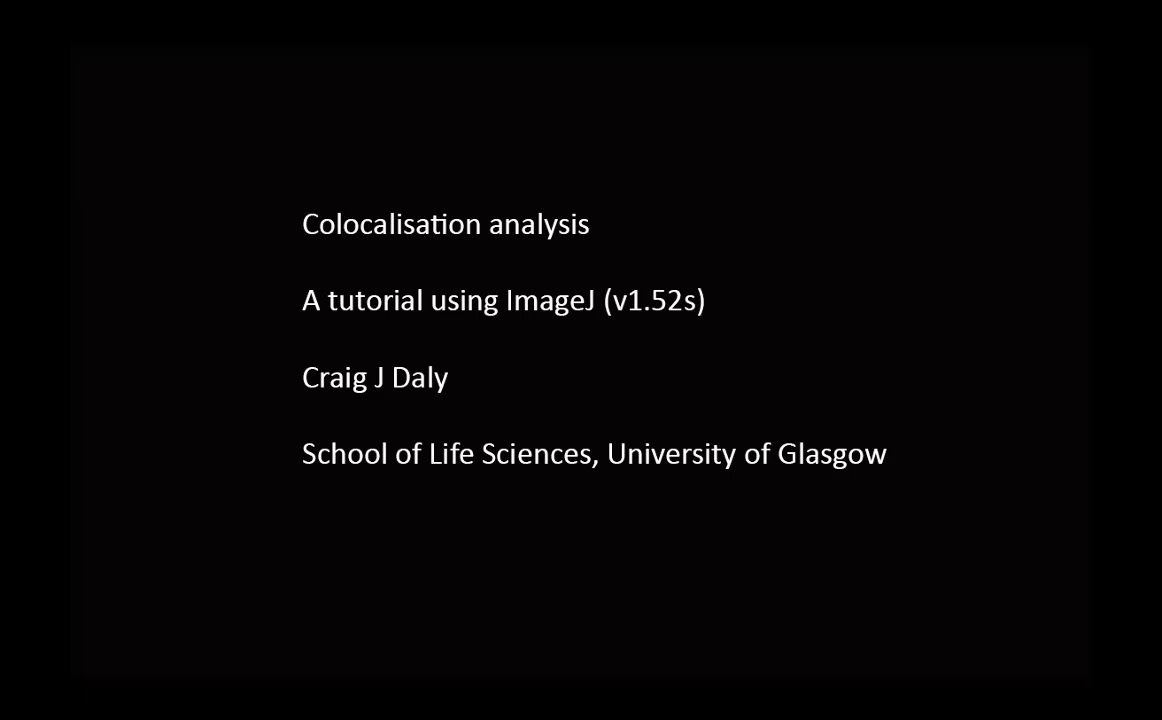 Colocalisation analysis
A tutorial using ImageJ (v1.52s)
Craig J Daly
School of Life Sciences, University of Glasgow